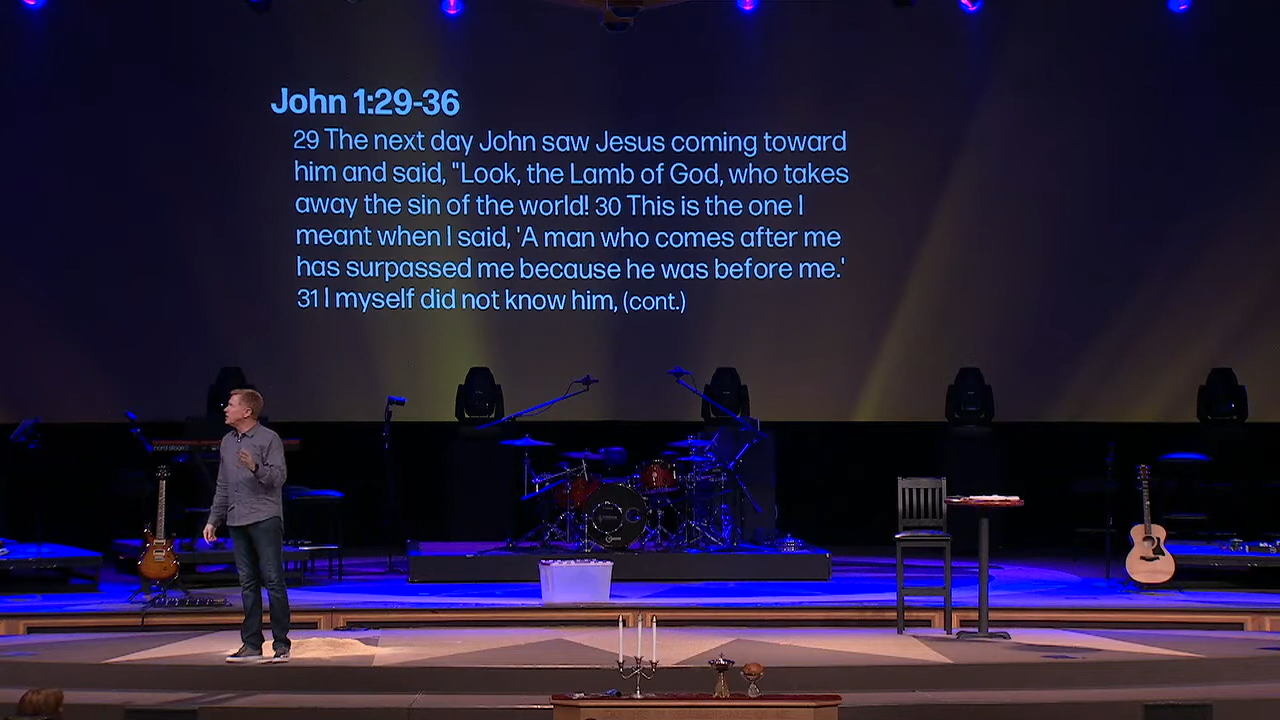 John 1:29-36
29 The next day John saw Jesus coming toward
him and said, "Look, the Lamb of God, who takes
away the sin of the world! 30 This is the one I
meant when I said, 'A man who comes after me
has surpassed me because he was before me.'
31 I myself did not know him, (cont.)